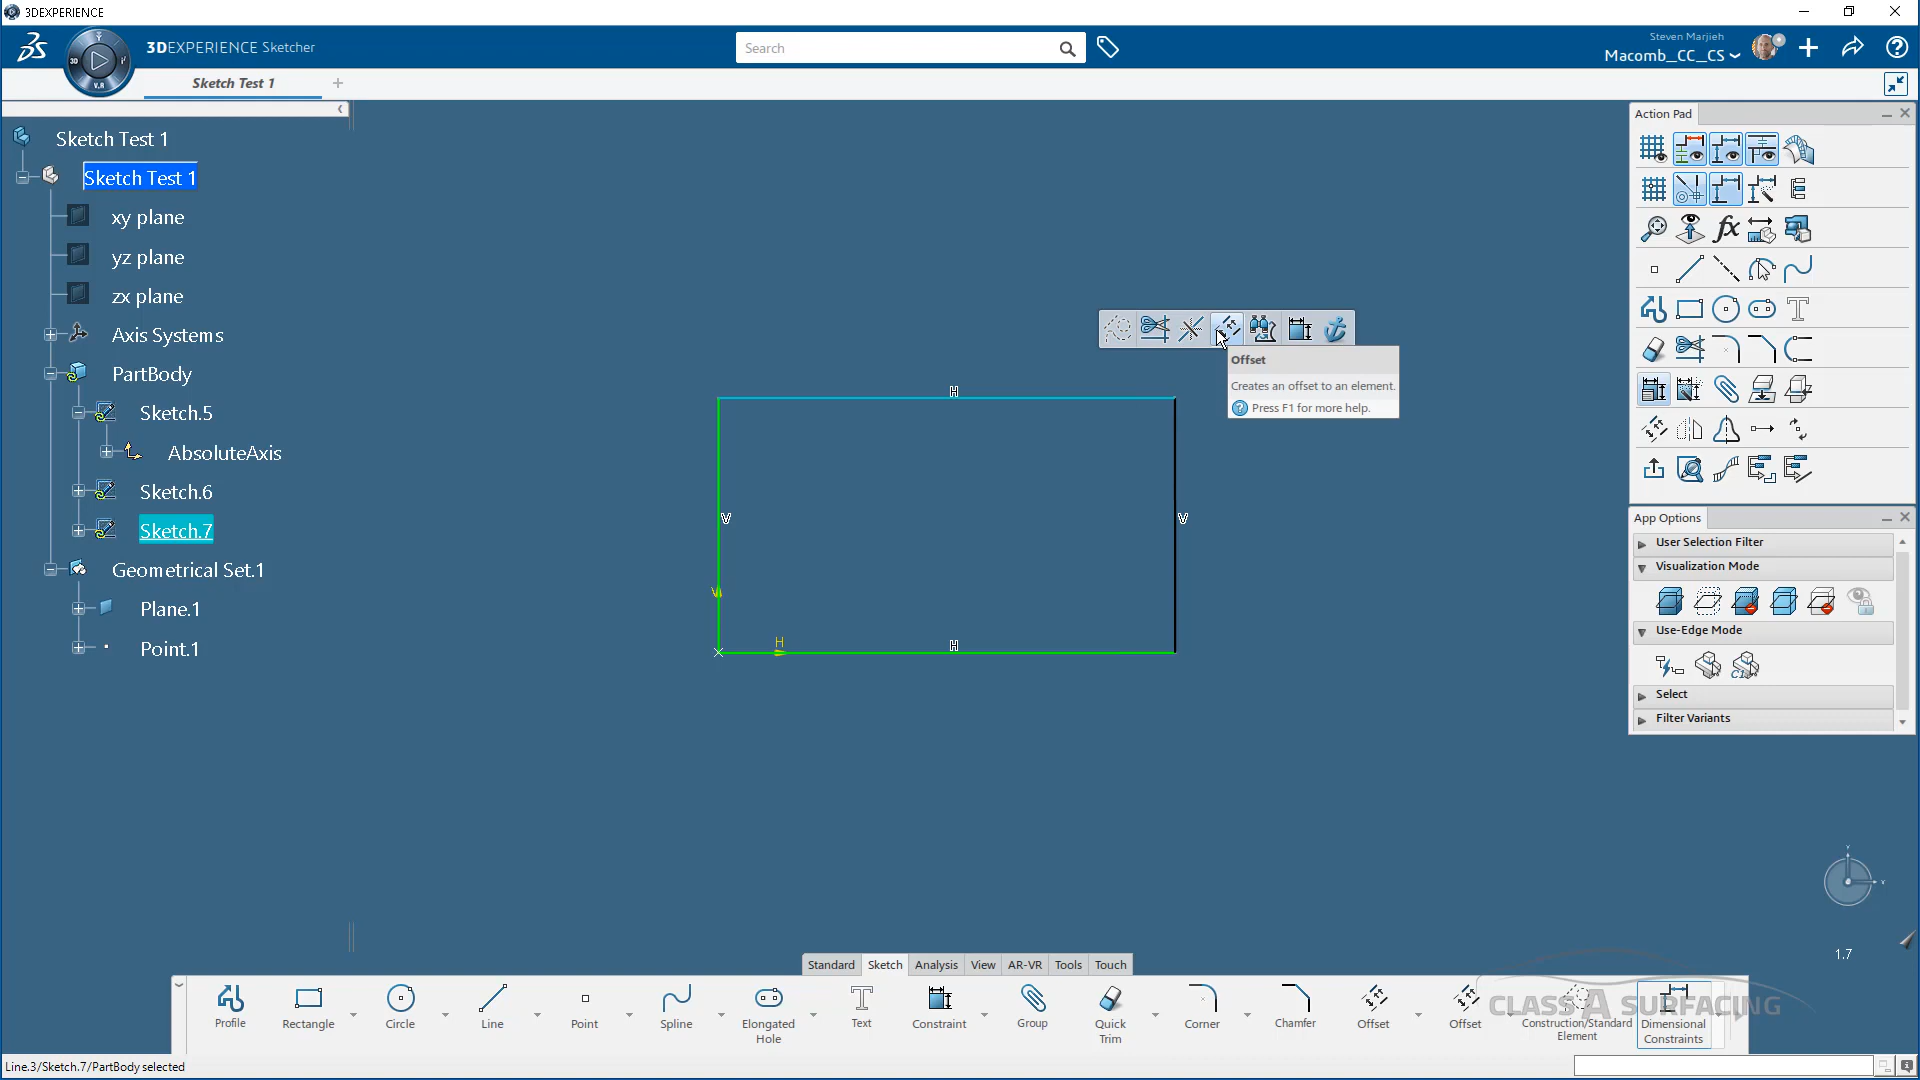 3DEXPERIENCE
3DEXPERIENCE Sketcher
Search
Steven Marjieh
Macomb_CC_CS
3D
V.R
Sketch Test 1
Sketch Test 1
Sketch Test 1
xy plane
yz plane
zx plane
Axis Systems
PartBody
Sketch.5
AbsoluteAxis
Sketch.6
Sketch.7
Geometrical Set.1
Plane.1
Point.1
Offset
Creates an offset to an element.
Press F1 for more help.
H
V
V
V
H
H
Action Pad
fx
App Options
User Selection Filter
Visualization Mode
Use-Edge Mode
Select
Filter Variants
1.7
Standard Sketch Analysis View AR-VR Tools Touch
Profile
Rectangle
Circle
Line
Point
Spline
Elongated
Hole
Text
Constraint
Group
Quick
Trim
Corner
Chamfer
Offset
Offset
Construction/Standard
Element
Dimensional
Constraints
CLASS A SURFACING
Line.3/Sketch.7/PartBody selected